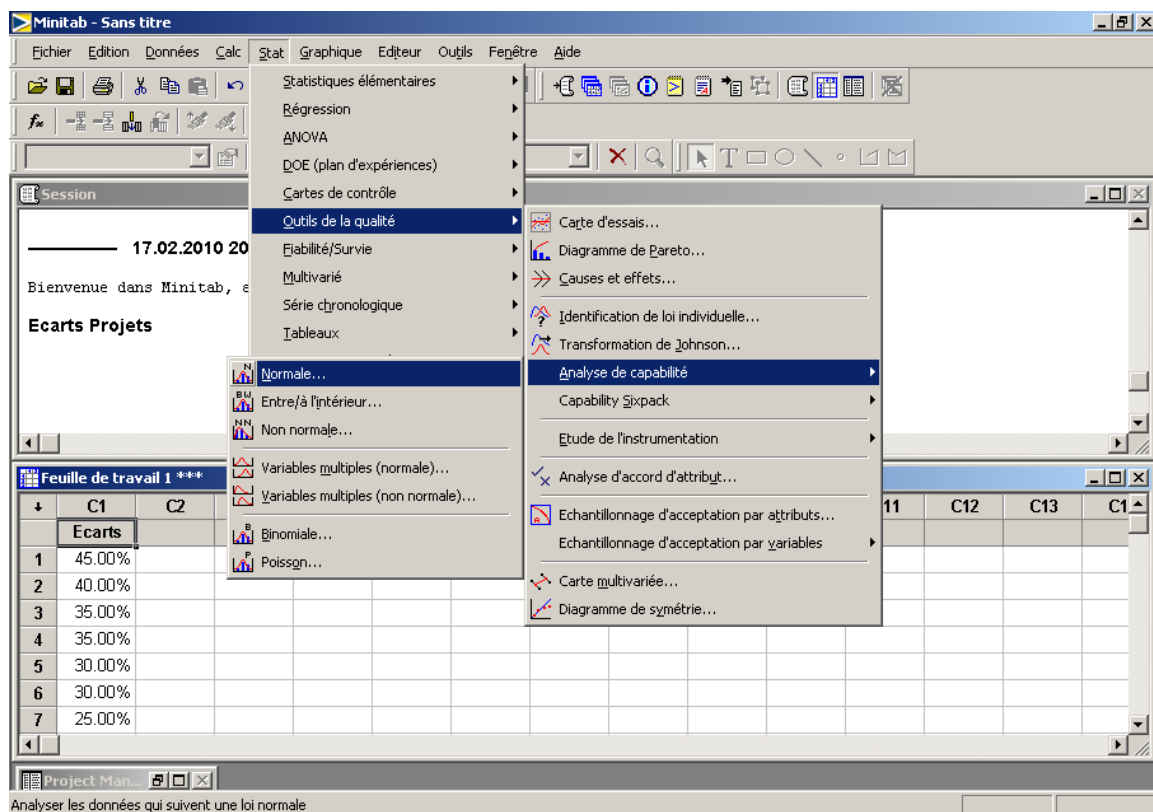 Minitab - Sans titre
Fichier Edition Données Calc Stat Graphique Editeur Outils Fenêtre Aide
Statistiques élémentaires
Régression
ANOVA
DOE (plan d'expériences)
Cartes de contrôle
Outils de la qualité
Fiabilité/Survie
Multivarié
Série chronologique
Tableaux
Carte d'essais...
Diagramme de Pareto...
Causes et effets...
Identification de loi individuelle...
Transformation de Johnson...
Analyse de capabilité
Capability Sixpack
Etude de l'instrumentation
Analyse d'accord d'attribut...
Echantillonnage d'acceptation par attributs...
Echantillonnage d'acceptation par variables
Carte multivariée...
Diagramme de symétrie...
Normale...
Entre/à l'intérieur...
Non normale...
Variables multiples (normale)...
Variables multiples (non normale)...
Binomiale...
Poisson...
Session
17.02.2010 20
Bienvenue dans Minitab, a
Ecarts Projets
Feuille de travail 1 ***
C1 C2 11 C12 C13 C1
Ecarts
1 45.00%
2 40.00%
3 35.00%
4 35.00%
5 30.00%
6 30.00%
7 25.00%
Project Man...
Analyser les données qui suivent une loi normale